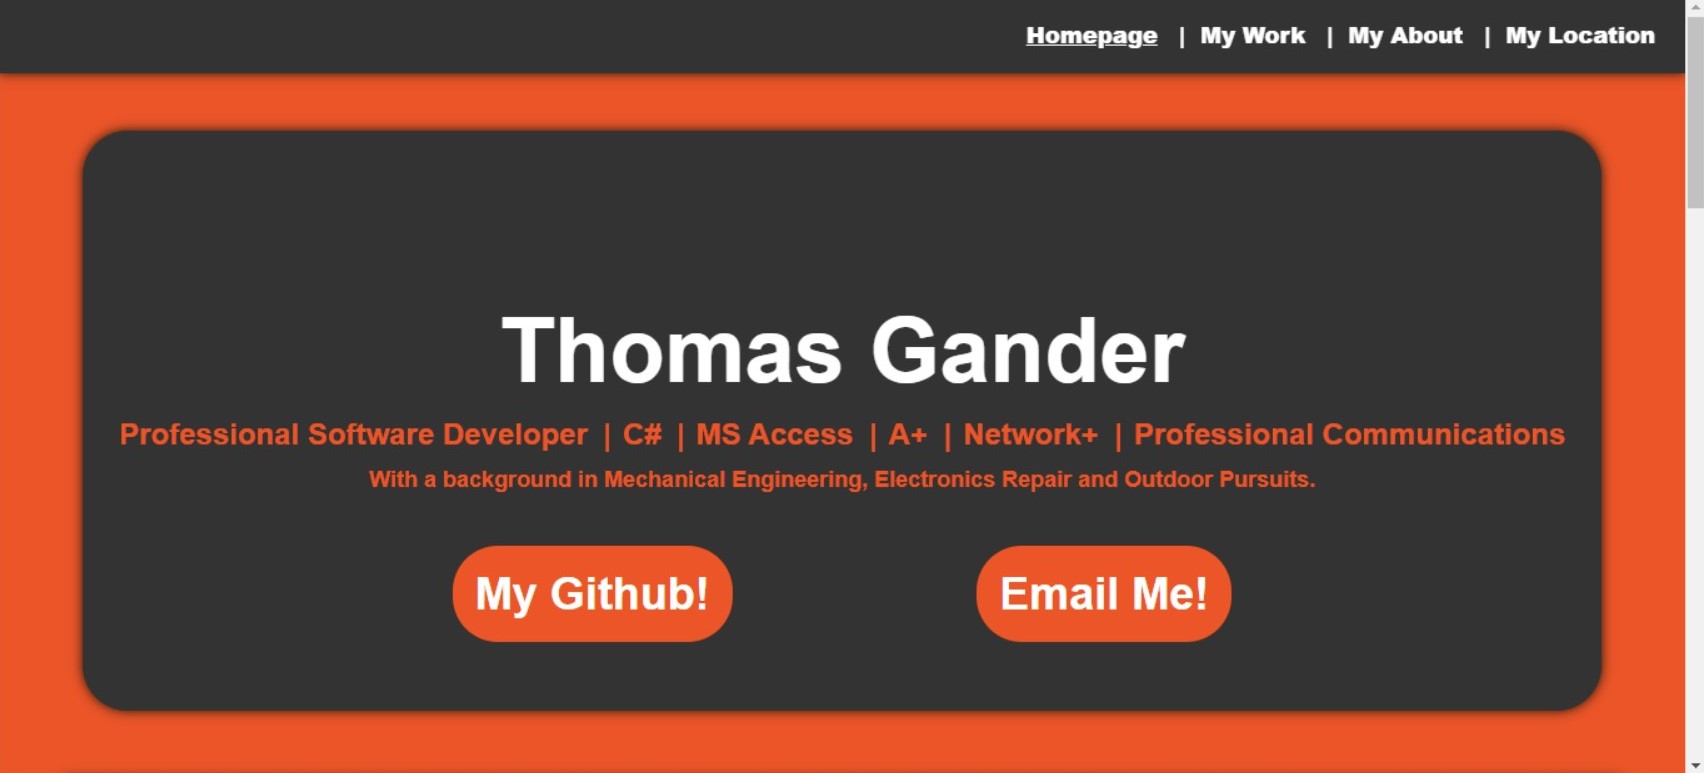 Homepage | My Work | My About | My Location
Thomas Gander
Professional Software Developer | C# | MS Access | A+ | Network+ | Professional Communications
With a background in Mechanical Engineering, Electronics Repair and Outdoor Pursuits.
My Github! Email Me!